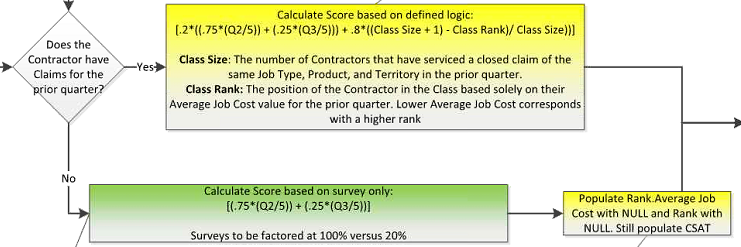 Calculate Score based on defined logic:
[.2*((.75*(Q2/5)) + (.25*(Q3/5))) + .8*((Class Size + 1) - Class Rank)/ Class Size))]
Class Size: The number of Contractors that have serviced a closed claim of the
same Job Type, Product, and Territory in the prior quarter.
Class Rank: The position of the Contractor in the Class based solely on their
Average Job Cost value for the prior quarter. Lower Average Job Cost corresponds
with a higher rank
Does the
Contractor have
Claims for the
prior quarter?
Yes
No
Calculate Score based on survey only:
[(.75*(Q2/5)) + (.25*(Q3/5))]
Surveys to be factored at 100% versus 20%
Populate Rank.Average Job
Cost with NULL and Rank with
NULL. Still populate CSAT